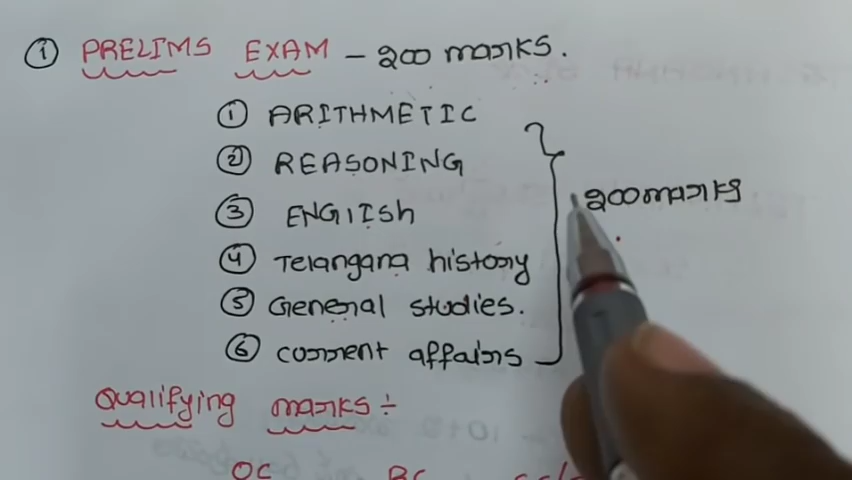 ① PRELIMS EXAM - 200 marks.
① ARITHMETIC
② REASONING
③ ENGlISh
④ Telangana history
⑤ General studies.
⑥ current affairs
200 marks
Qualifying marks ÷
OC BC